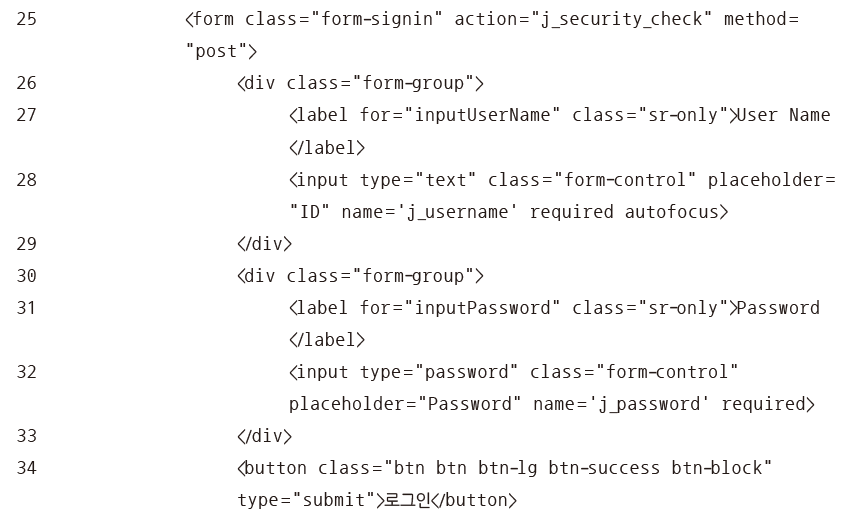 25 <form class="form-signin" action="j_security_check" method=
"post">
26 <div class="form-group">
27 <label for="inputUserName" class="sr-only">User Name
</label>
28 <input type="text" class="form-control" placeholder=
"ID" name='j_username' required autofocus>
29 </div>
30 <div class="form-group">
31 <label for="inputPassword" class="sr-only">Password
</label>
32 <input type="password" class="form-control"
placeholder="Password" name='j_password' required>
33 </div>
34 <button class="btn btn btn-lg btn-success btn-block"
type="submit">로그인</button>